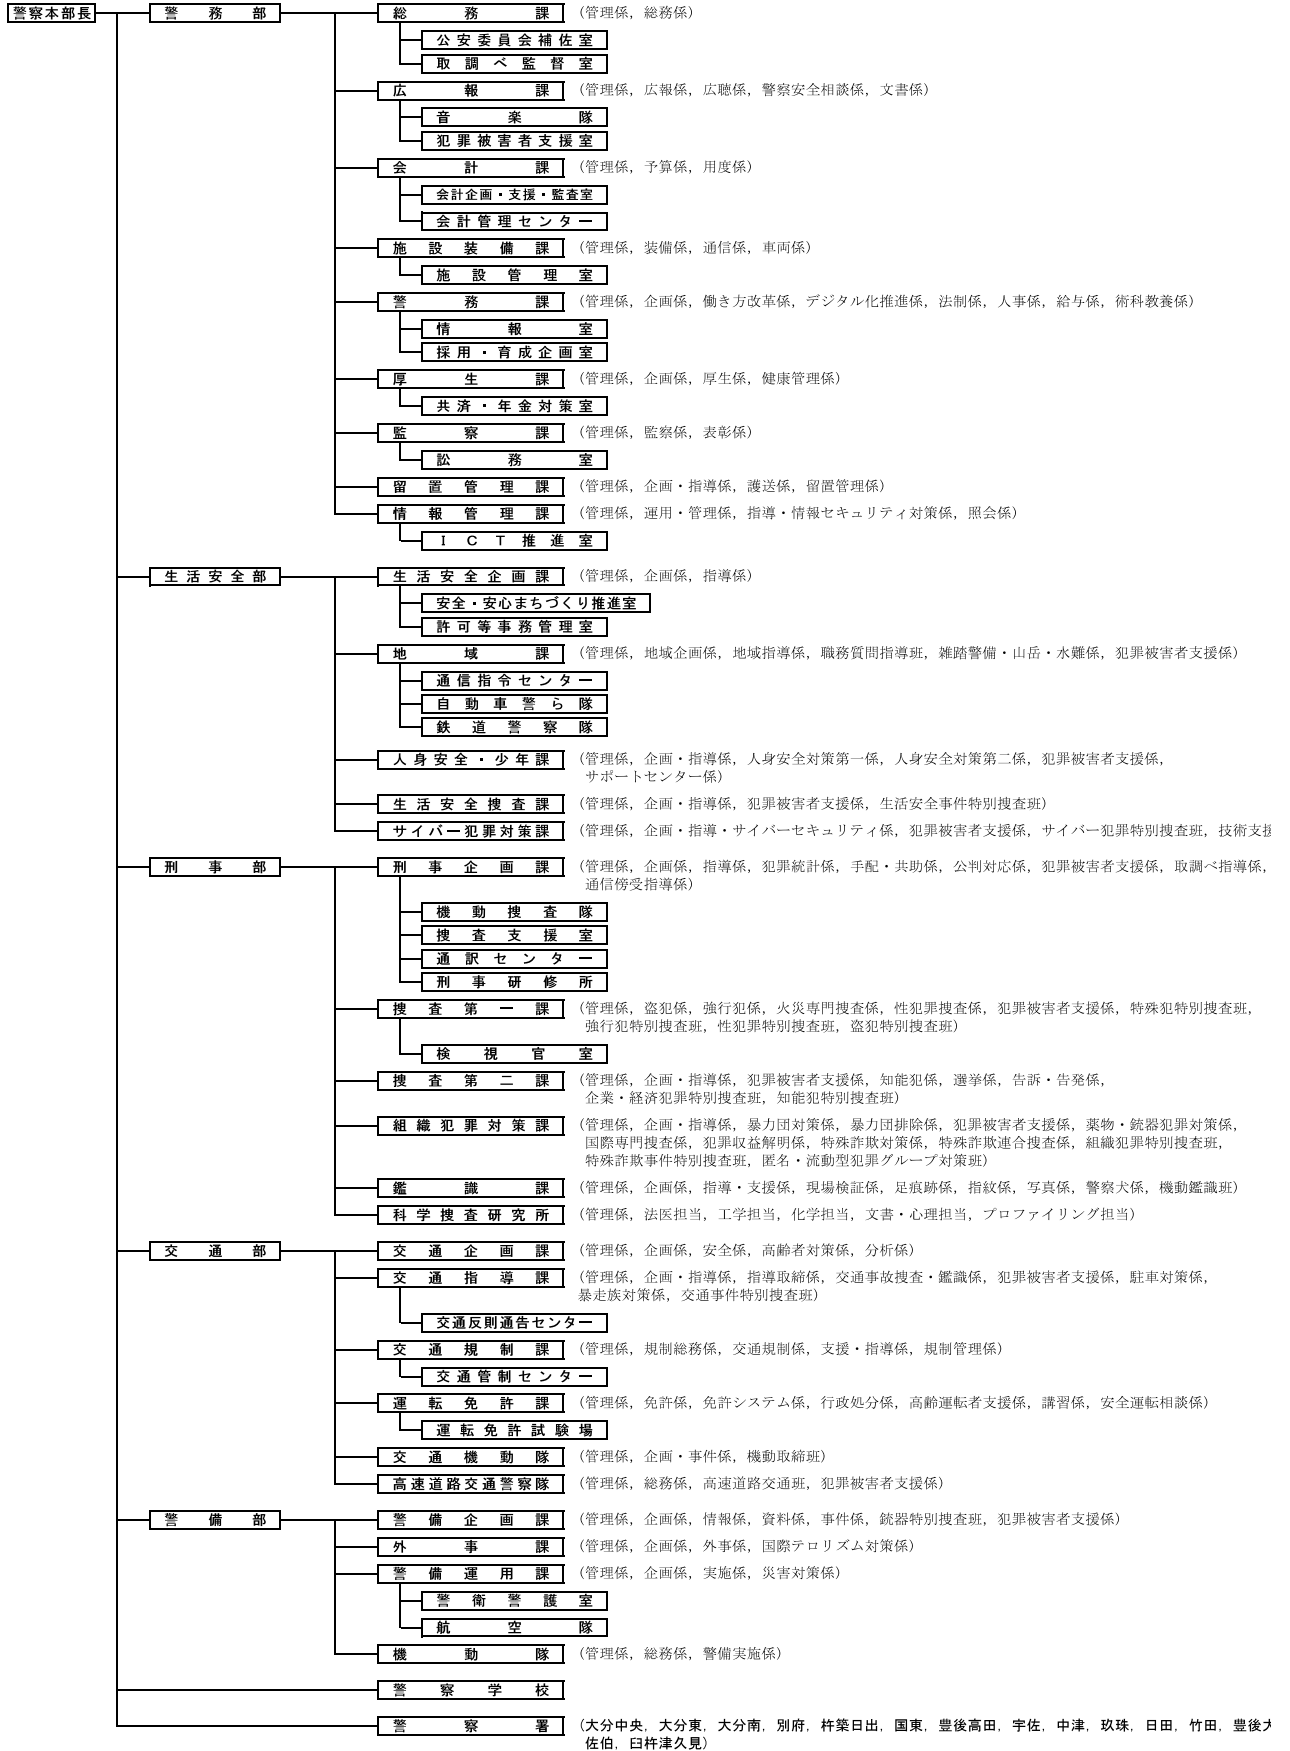 警察本部長
警務部
総務課 （管理係，総務係）
公安委員会補佐室
取調べ監督室
広報課 （管理係，広報係，広聴係，警察安全相談係，文書係）
音楽隊
犯罪被害者支援室
会計課 （管理係，予算係，用度係）
会計企画・支援・監査室
会計管理センター
施設装備課 （管理係，装備係，通信係，車両係）
施設管理室
警務課 （管理係，企画係，働き方改革係，デジタル化推進係，法制係，人事係，給与係，術科教養係）
情報室
採用・育成企画室
厚生課 （管理係，企画係，厚生係，健康管理係）
共済・年金対策室
監察課 （管理係，監察係，表彰係）
訟務室
留置管理課 （管理係，企画・指導係，護送係，留置管理係）
情報管理課 （管理係，運用・管理係，指導・情報セキュリティ対策係，照会係）
ＩＣＴ推進室
生活安全部
生活安全企画課 （管理係，企画係，指導係）
安全・安心まちづくり推進室
許可等事務管理室
地域課 （管理係，地域企画係，地域指導係，職務質問指導班，雑踏警備・山岳・水難係，犯罪被害者支援係）
通信指令センター
自動車警ら隊
鉄道警察隊
人身安全・少年課 （管理係，企画・指導係，人身安全対策第一係，人身安全対策第二係，犯罪被害者支援係，
サポートセンター係）
生活安全捜査課 （管理係，企画・指導係，犯罪被害者支援係，生活安全事件特別捜査班）
サイバー犯罪対策課 （管理係，企画・指導・サイバーセキュリティ係，犯罪被害者支援係，サイバー犯罪特別捜査班，技術支援
刑事部
刑事企画課 （管理係，企画係，指導係，犯罪統計係，手配・共助係，公判対応係，犯罪被害者支援係，取調べ指導係，
通信傍受指導係）
機動捜査隊
捜査支援室
通訳センター
刑事研修所
捜査第一課 （管理係，盗犯係，強行犯係，火災専門捜査係，性犯罪捜査係，犯罪被害者支援係，特殊犯特別捜査班，
強行犯特別捜査班，性犯罪特別捜査班，盗犯特別捜査班）
検視官室
捜査第二課 （管理係，企画・指導係，犯罪被害者支援係，知能犯係，選挙係，告訴・告発係，
企業・経済犯罪特別捜査班，知能犯特別捜査班）
組織犯罪対策課 （管理係，企画・指導係，暴力団対策係，暴力団排除係，犯罪被害者支援係，薬物・銃器犯罪対策係，
国際専門捜査係，犯罪収益解明係，特殊詐欺対策係，特殊詐欺連合捜査係，組織犯罪特別捜査班，
特殊詐欺事件特別捜査班，匿名・流動型犯罪グループ対策班）
鑑識課 （管理係，企画係，指導・支援係，現場検証係，足痕跡係，指紋係，写真係，警察犬係，機動鑑識班）
科学捜査研究所 （管理係，法医担当，工学担当，化学担当，文書・心理担当，プロファイリング担当）
交通部
交通企画課 （管理係，企画係，安全係，高齢者対策係，分析係）
交通指導課 （管理係，企画・指導係，指導取締係，交通事故捜査・鑑識係，犯罪被害者支援係，駐車対策係，
暴走族対策係，交通事件特別捜査班）
交通反則通告センター
交通規制課 （管理係，規制総務係，交通規制係，支援・指導係，規制管理係）
交通管制センター
運転免許課 （管理係，免許係，免許システム係，行政処分係，高齢運転者支援係，講習係，安全運転相談係）
運転免許試験場
交通機動隊 （管理係，企画・事件係，機動取締班）
高速道路交通警察隊 （管理係，総務係，高速道路交通班，犯罪被害者支援係）
警備部
警備企画課 （管理係，企画係，情報係，資料係，事件係，銃器特別捜査班，犯罪被害者支援係）
外事課 （管理係，企画係，外事係，国際テロリズム対策係）
警備運用課 （管理係，企画係，実施係，災害対策係）
警衛警護室
航空隊
機動隊 （管理係，総務係，警備実施係）
警察学校
警察署 （大分中央，大分東，大分南，別府，杵築日出，国東，豊後高田，宇佐，中津，玖珠，日田，竹田，豊後大
佐伯，臼杵津久見）